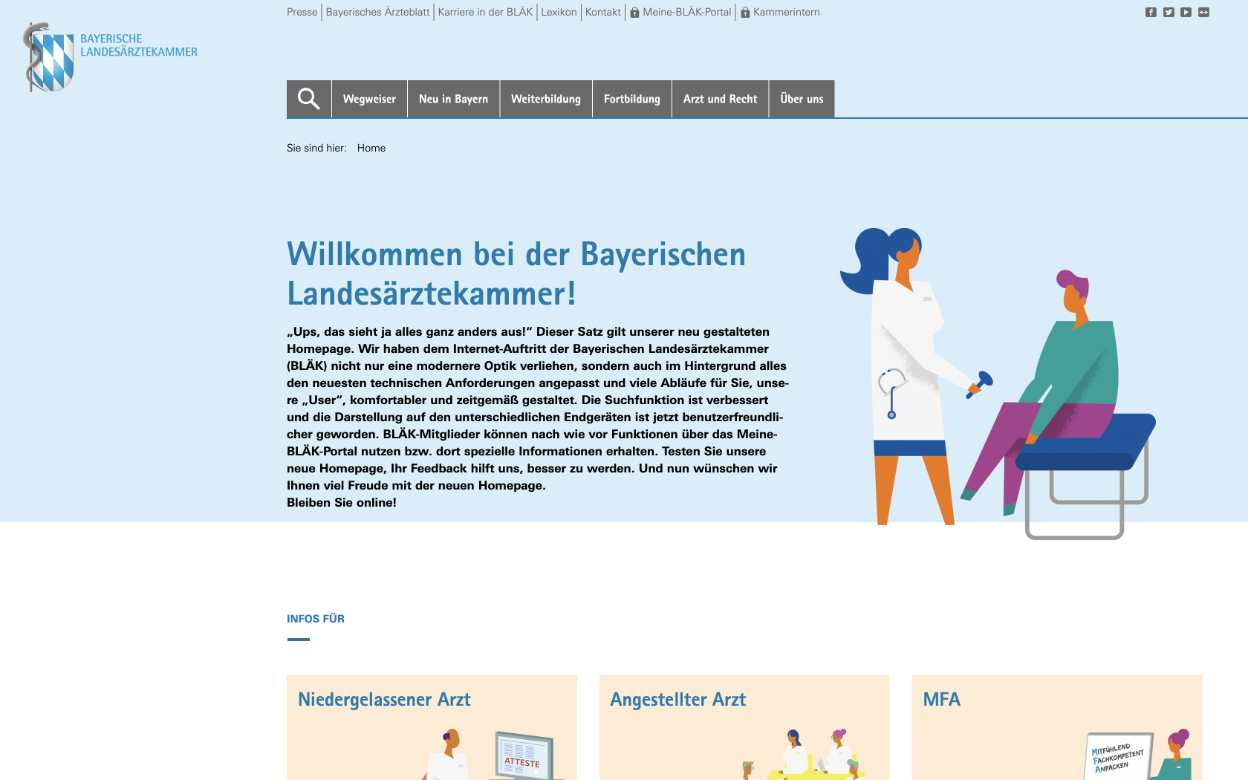 Presse | Bayerisches Ärzteblatt | Karriere in der BLÄK | Lexikon | Kontakt | Meine-BLÄK-Portal | Kammerintern
BAYERISCHE
LANDESÄRZTEKAMMER
Wegweiser Neu in Bayern Weiterbildung Fortbildung Arzt und Recht Über uns
Sie sind hier: Home
Willkommen bei der Bayerischen
Landesärztekammer!
„Ups, das sieht ja alles ganz anders aus!“ Dieser Satz gilt unserer neu gestalteten
Homepage. Wir haben dem Internet-Auftritt der Bayerischen Landesärztekammer
(BLÄK) nicht nur eine modernere Optik verliehen, sondern auch im Hintergrund alles
den neuesten technischen Anforderungen angepasst und viele Abläufe für Sie, unse-
re „User“, komfortabler und zeitgemäß gestaltet. Die Suchfunktion ist verbessert
und die Darstellung auf den unterschiedlichen Endgeräten ist jetzt benutzerfreundli-
cher geworden. BLÄK-Mitglieder können nach wie vor Funktionen über das Meine-
BLÄK-Portal nutzen bzw. dort spezielle Informationen erhalten. Testen Sie unsere
neue Homepage, Ihr Feedback hilft uns, besser zu werden. Und nun wünschen wir
Ihnen viel Freude mit der neuen Homepage.
Bleiben Sie online!
INFOS FÜR
Niedergelassener Arzt
Angestellter Arzt
MFA
ATTESTE
MITFÜHLEND
FACHKOMPETENT
ANPACKEN